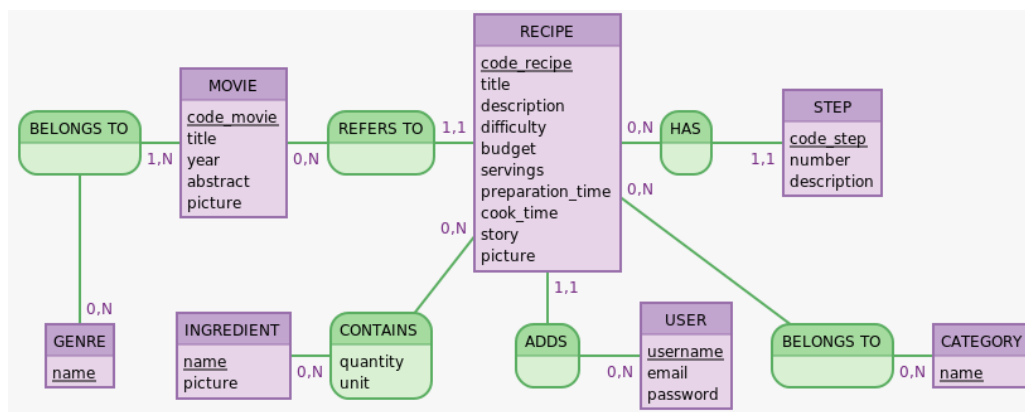 RECIPE
code_recipe
title
description
difficulty
budget
servings
preparation_time
cook_time
story
picture
MOVIE
code_movie
title
year
abstract
picture
BELONGS TO
1,N
REFERS TO
0,N
1,1
HAS
0,N
1,1
STEP
code_step
number
description
0,N
0,N
0,N
GENRE
name
INGREDIENT
name
picture
0,N
CONTAINS
quantity
unit
1,1
ADDS
0,N
USER
username
email
password
BELONGS TO
0,N
CATEGORY
name